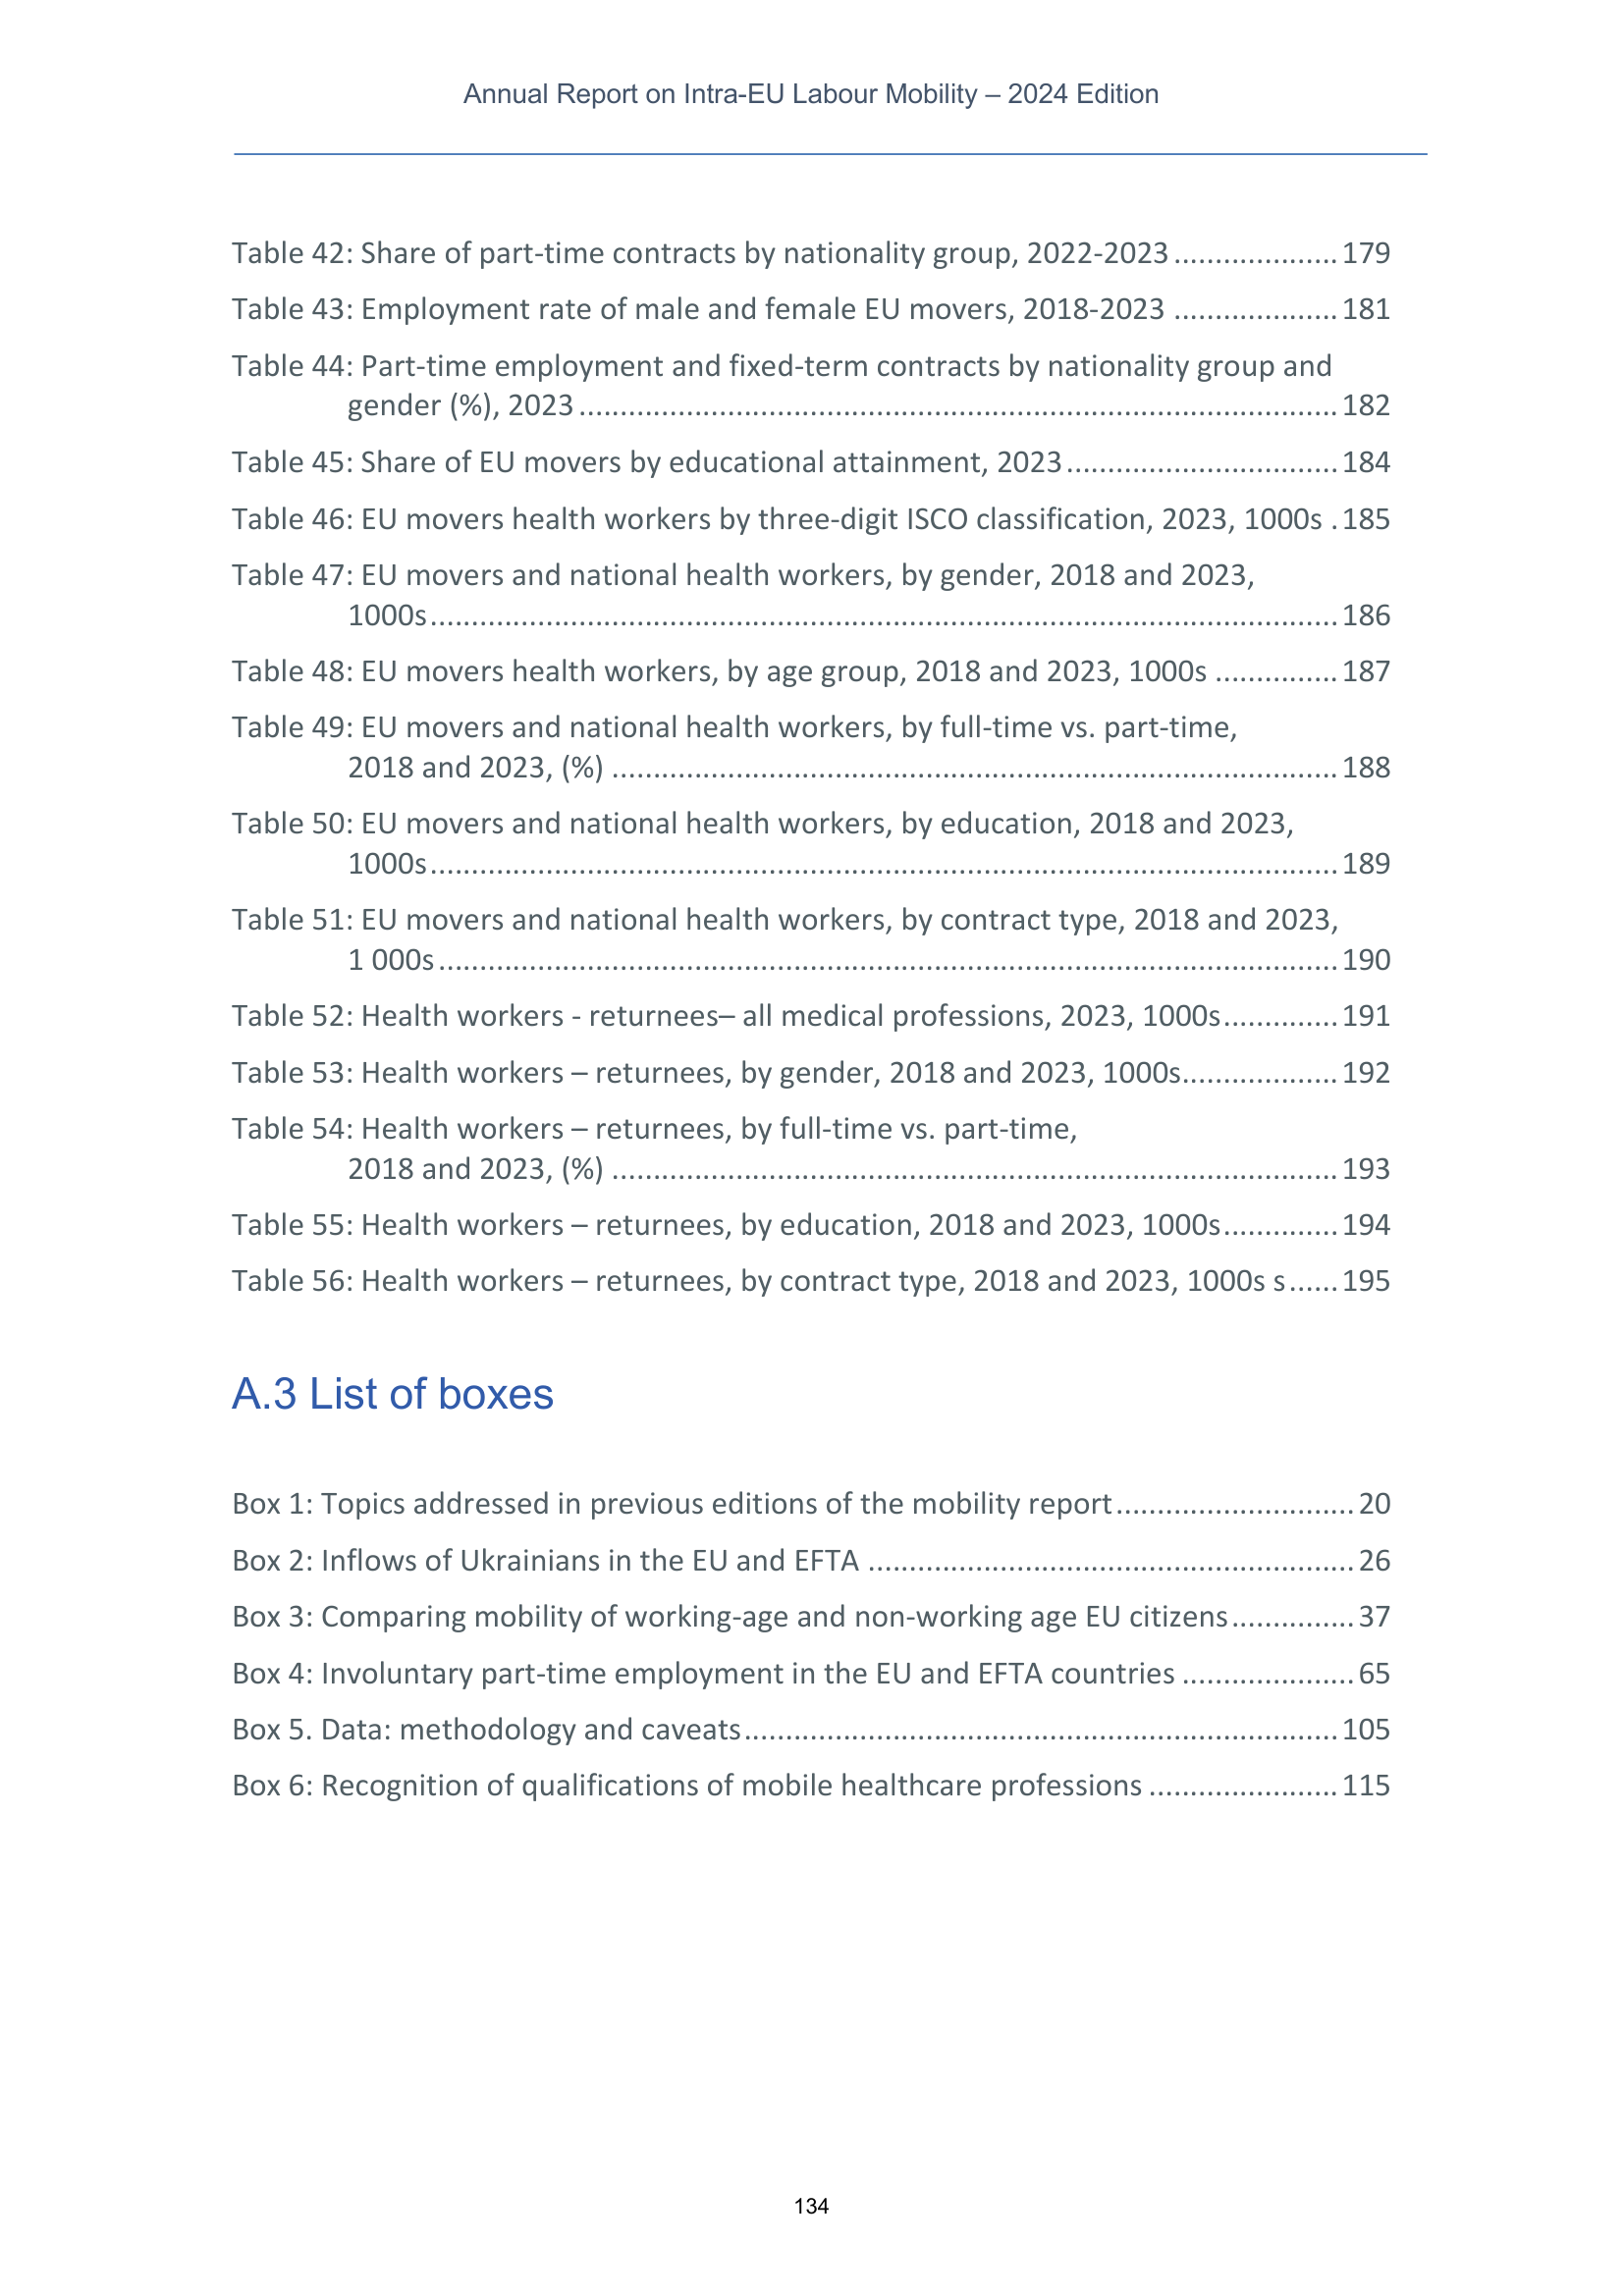 Annual Report on Intra-EU Labour Mobility – 2024 Edition
Table 42: Share of part-time contracts by nationality group, 2022-2023 .................... 179
Table 43: Employment rate of male and female EU movers, 2018-2023 .................... 181
Table 44: Part-time employment and fixed-term contracts by nationality group and
gender (%), 2023 ............................................................................................ 182
Table 45: Share of EU movers by educational attainment, 2023 ................................. 184
Table 46: EU movers health workers by three-digit ISCO classification, 2023, 1000s . 185
Table 47: EU movers and national health workers, by gender, 2018 and 2023,
1000s .............................................................................................................. 186
Table 48: EU movers health workers, by age group, 2018 and 2023, 1000s ............... 187
Table 49: EU movers and national health workers, by full-time vs. part-time,
2018 and 2023, (%) ........................................................................................ 188
Table 50: EU movers and national health workers, by education, 2018 and 2023,
1000s .............................................................................................................. 189
Table 51: EU movers and national health workers, by contract type, 2018 and 2023,
1 000s ............................................................................................................. 190
Table 52: Health workers - returnees– all medical professions, 2023, 1000s .............. 191
Table 53: Health workers – returnees, by gender, 2018 and 2023, 1000s ................... 192
Table 54: Health workers – returnees, by full-time vs. part-time,
2018 and 2023, (%) ........................................................................................ 193
Table 55: Health workers – returnees, by education, 2018 and 2023, 1000s .............. 194
Table 56: Health workers – returnees, by contract type, 2018 and 2023, 1000s s ...... 195
A.3 List of boxes
Box 1: Topics addressed in previous editions of the mobility report ............................. 20
Box 2: Inflows of Ukrainians in the EU and EFTA ........................................................... 26
Box 3: Comparing mobility of working-age and non-working age EU citizens ............... 37
Box 4: Involuntary part-time employment in the EU and EFTA countries ..................... 65
Box 5. Data: methodology and caveats ........................................................................ 105
Box 6: Recognition of qualifications of mobile healthcare professions ....................... 115
134